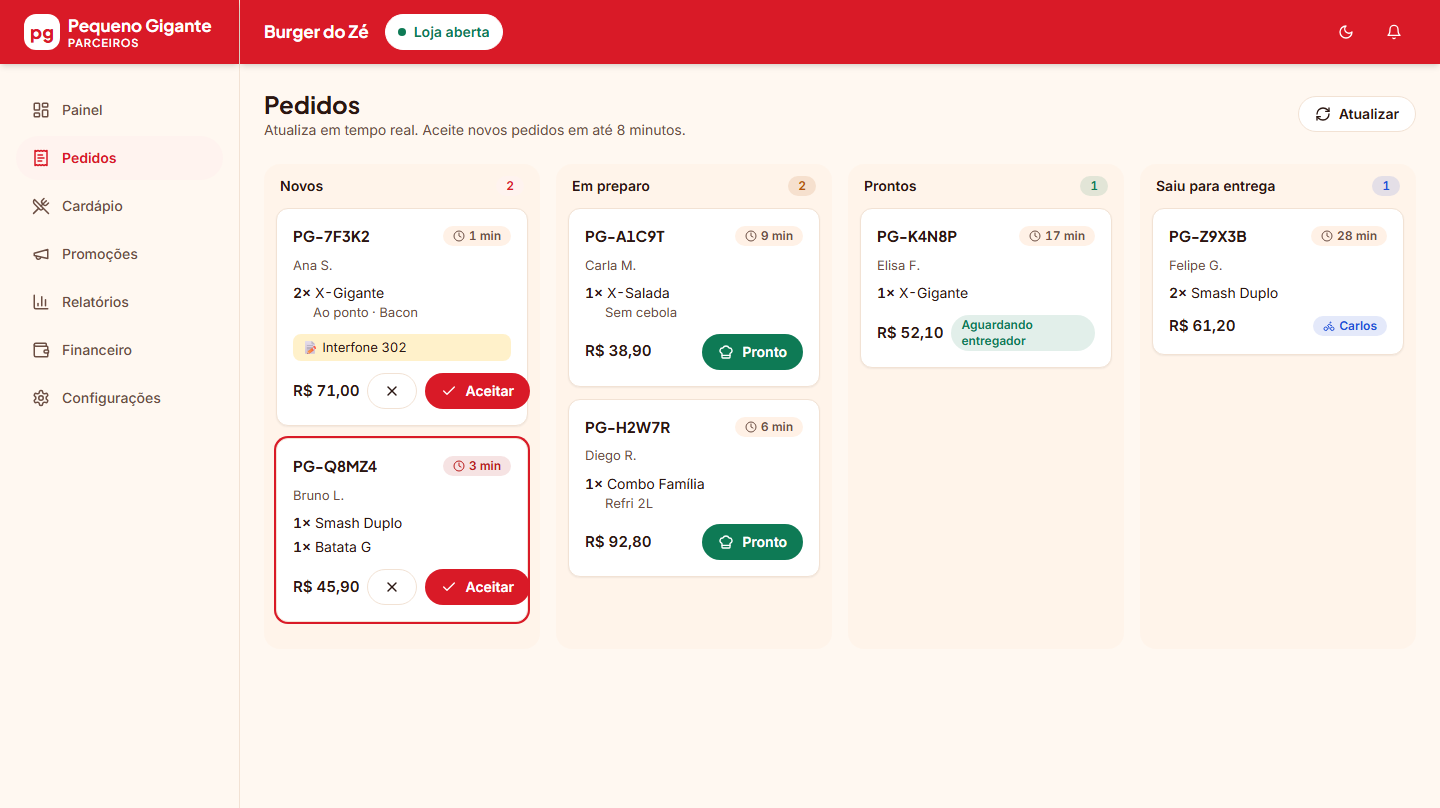 pg
Pequeno Gigante
PARCEIROS
Burger do Zé
Loja aberta
Painel
Pedidos
Cardápio
Promoções
Relatórios
Financeiro
Configurações
Pedidos
Atualiza em tempo real. Aceite novos pedidos em até 8 minutos.
Atualizar
Novos 2
PG-7F3K2 1 min
Ana S.
2× X-Gigante
Ao ponto · Bacon
Interfone 302
R$ 71,00 Aceitar
PG-Q8MZ4 3 min
Bruno L.
1× Smash Duplo
1× Batata G
R$ 45,90 Aceitar
Em preparo 2
PG-A1C9T 9 min
Carla M.
1× X-Salada
Sem cebola
R$ 38,90 Pronto
PG-H2W7R 6 min
Diego R.
1× Combo Família
Refri 2L
R$ 92,80 Pronto
Prontos 1
PG-K4N8P 17 min
Elisa F.
1× X-Gigante
R$ 52,10 Aguardando
entregador
Saiu para entrega 1
PG-Z9X3B 28 min
Felipe G.
2× Smash Duplo
R$ 61,20 Carlos